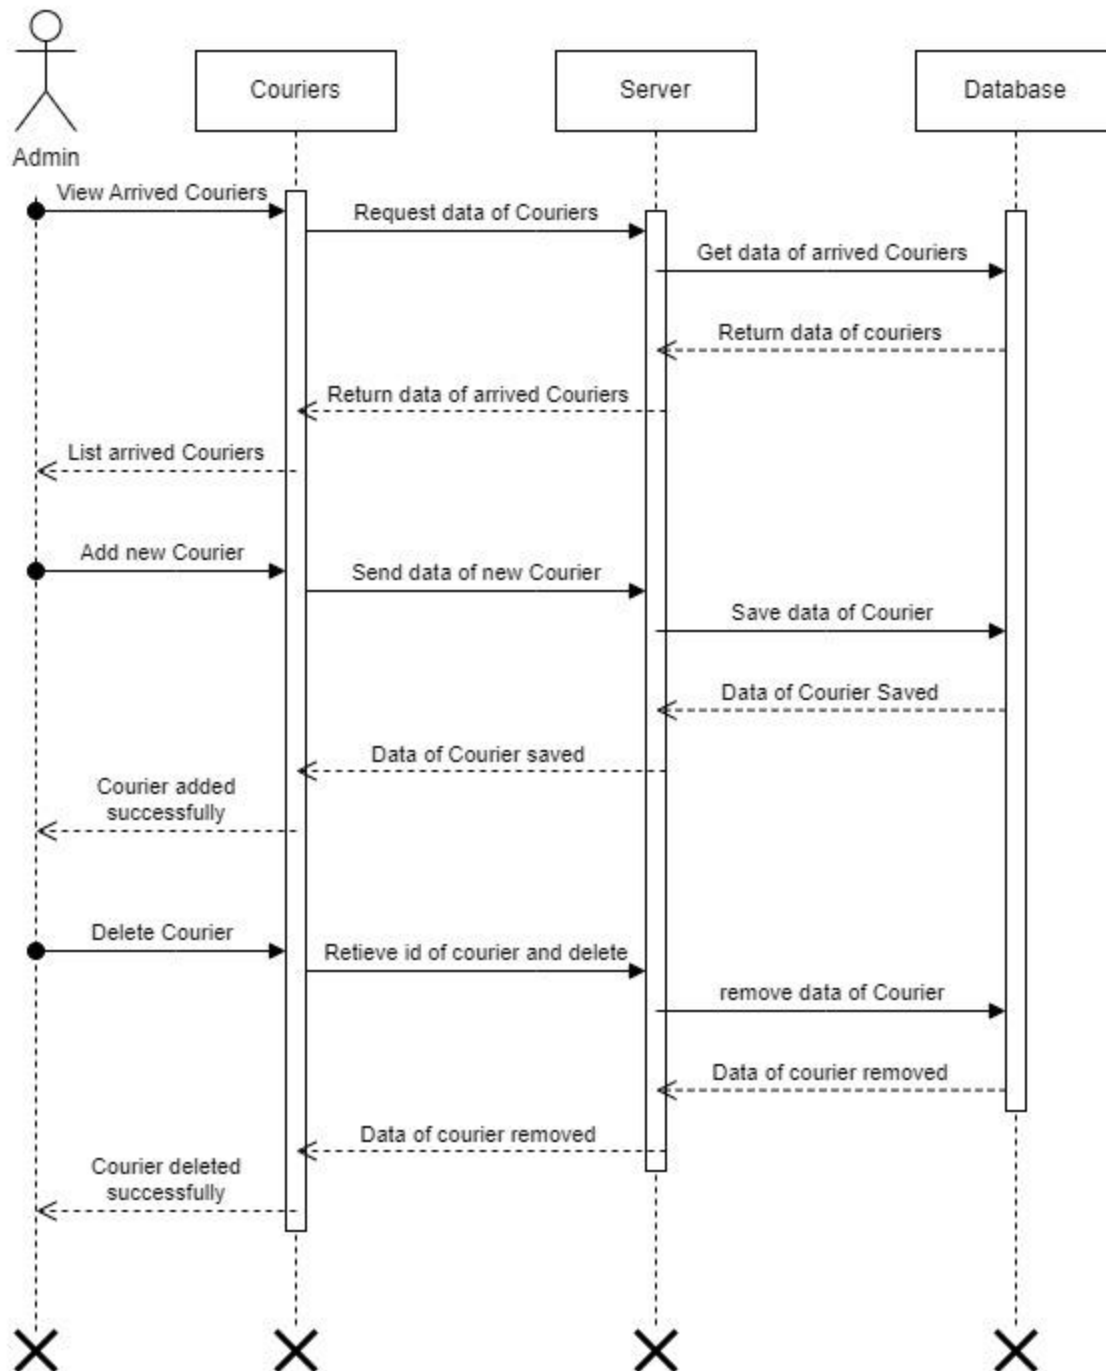 Couriers
Server
Database
Admin
View Arrived Couriers
Request data of Couriers
Get data of arrived Couriers
Return data of couriers
Return data of arrived Couriers
List arrived Couriers
Add new Courier
Send data of new Courier
Save data of Courier
Data of Courier Saved
Data of Courier saved
Courier added
successfully
Delete Courier
Retieve id of courier and delete
remove data of Courier
Data of courier removed
Data of courier removed
Courier deleted
successfully